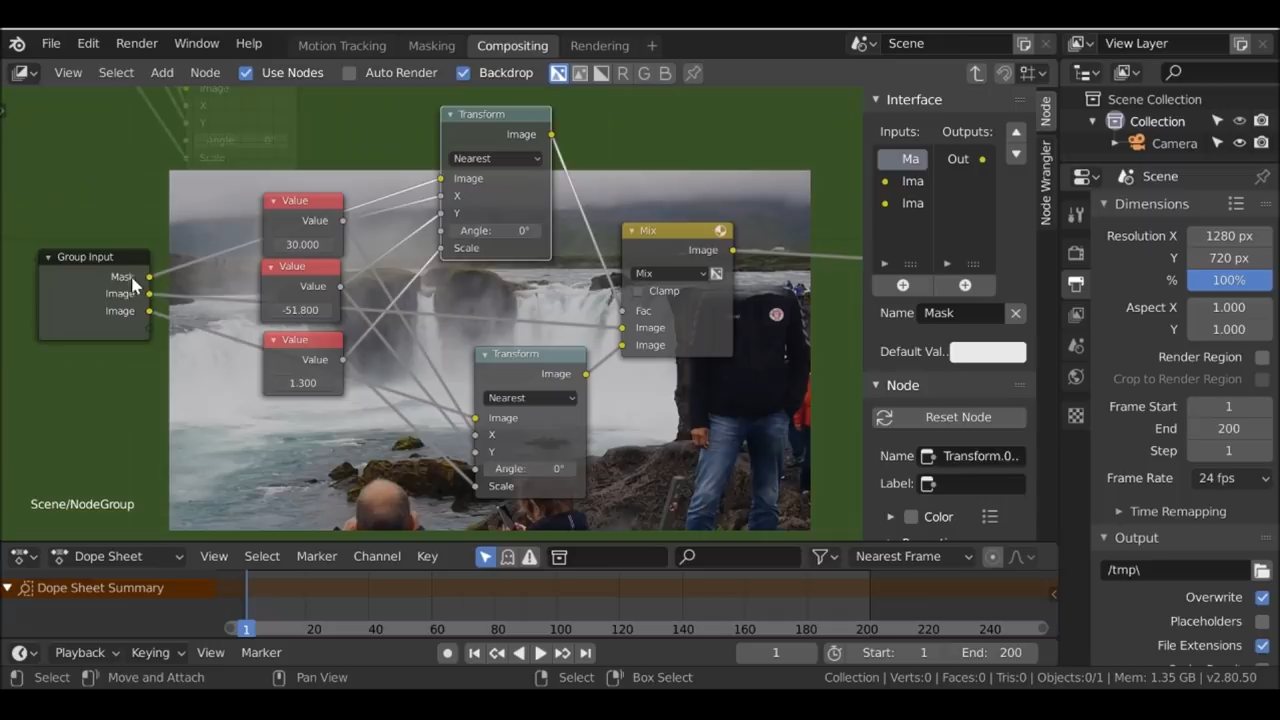 File Edit Render Window Help Motion Tracking Masking Compositing Rendering + Scene View Layer
View Select Add Node Use Nodes Auto Render Backdrop R G B
Scene Collection
Collection
Camera
Scene
Dimensions
Resolution X 1280 px
Y 720 px
% 100%
Aspect X 1.000
Y 1.000
Render Region
Crop to Render Region
Frame Start 1
End 200
Step 1
Frame Rate 24 fps
Time Remapping
Output
/tmp\
Overwrite
Placeholders
File Extensions
Interface
Inputs: Outputs:
Ma Out
Ima
Ima
Name Mask
Default Val..
Node
Reset Node
Name Transform.0..
Label:
Color
Node
Node Wrangler
X
Y
Angle: 0°
Scale
Group Input
Mask
Image
Image
Value
Value
30.000
Value
Value
-51.800
Value
Value
1.300
Transform
Image
Nearest
Image
X
Y
Angle: 0°
Scale
Transform
Image
Nearest
Image
X
Y
Angle: 0°
Scale
Mix
Image
Mix
Clamp
Fac
Image
Image
Scene/NodeGroup
Dope Sheet View Select Marker Channel Key Nearest Frame
Dope Sheet Summary
1 20 40 60 80 100 120 140 160 180 200 220 240
Playback Keying View Marker 1 Start: 1 End: 200
Select Move and Attach Pan View Select Box Select Collection | Verts:0 | Faces:0 | Tris:0 | Objects:0/1 | Mem: 1.35 GB | v2.80.50